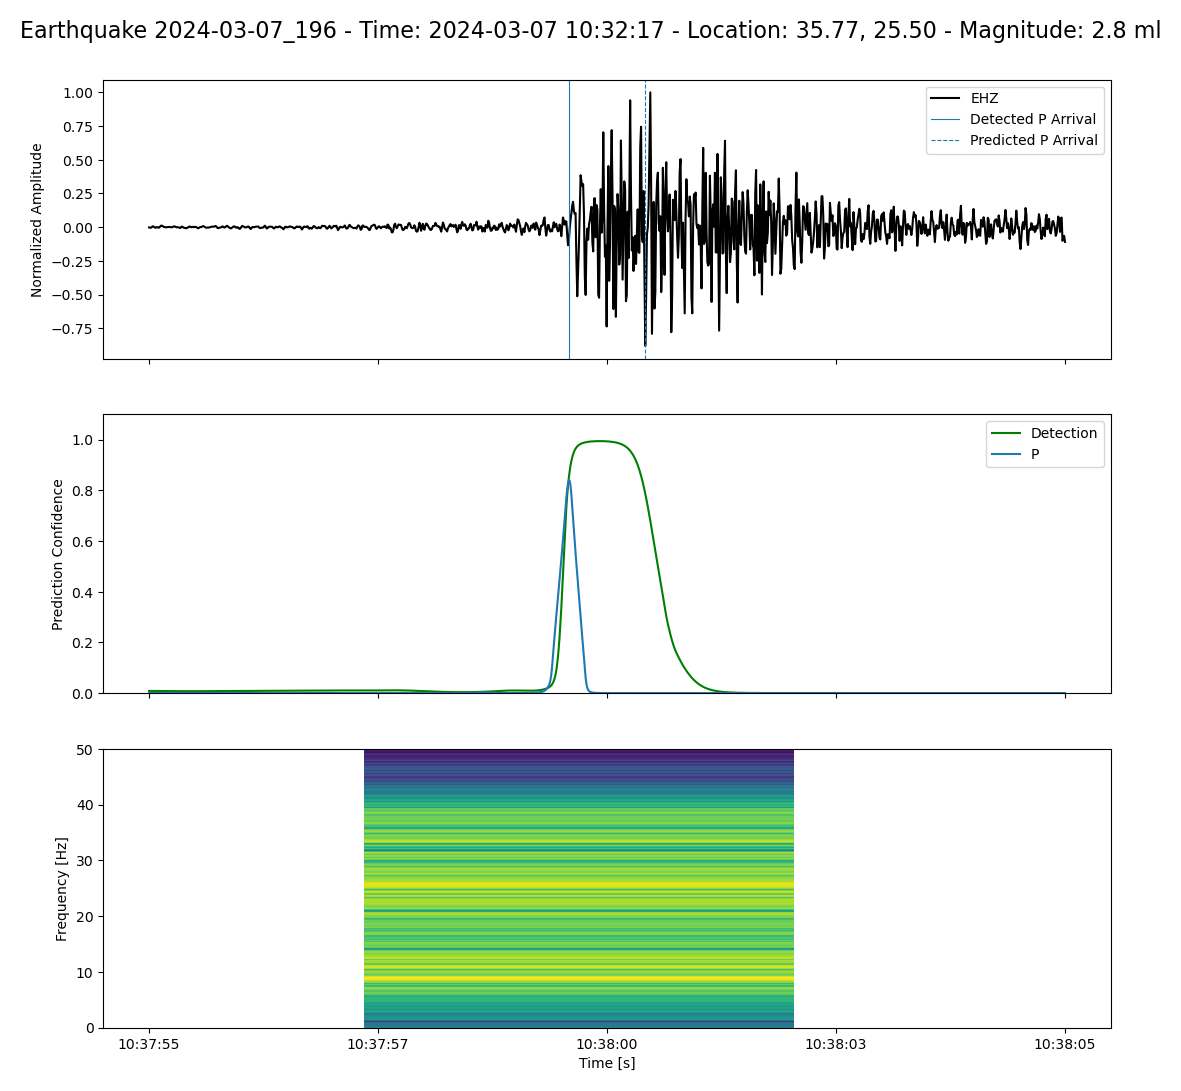 Earthquake 2024-03-07_196 - Time: 2024-03-07 10:32:17 - Location: 35.77, 25.50 - Magnitude: 2.8 ml
1.00
0.75
0.50
0.25
0.00
−0.25
−0.50
−0.75
Normalized Amplitude
EHZ
Detected P Arrival
Predicted P Arrival
1.0
0.8
0.6
0.4
0.2
0.0
Prediction Confidence
Detection
P
50
40
30
20
10
0
Frequency [Hz]
10:37:55
10:37:57
10:38:00
10:38:03
10:38:05
Time [s]